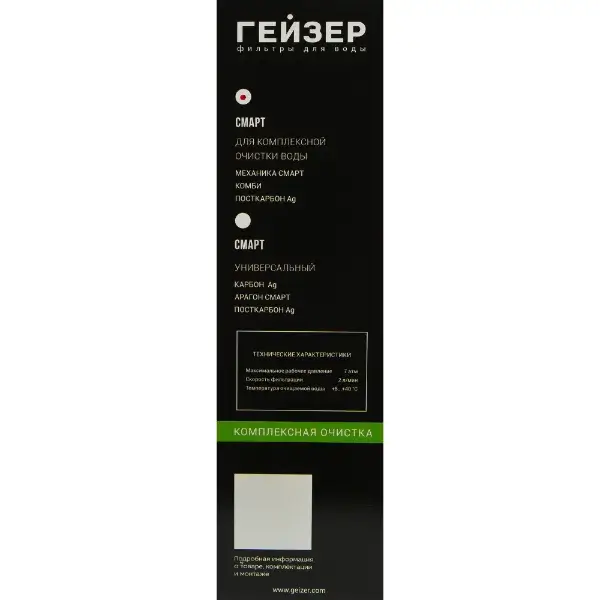 ГЕЙЗЕР
фильтры для воды
СМАРТ
ДЛЯ КОМПЛЕКСНОЙ
ОЧИСТКИ ВОДЫ
МЕХАНИКА СМАРТ
КОМБИ
ПОСТКАРБОН Ag
СМАРТ
УНИВЕРСАЛЬНЫЙ
КАРБОН Ag
АРАГОН СМАРТ
ПОСТКАРБОН Ag
ТЕХНИЧЕСКИЕ ХАРАКТЕРИСТИКИ
Максимальное рабочее давление 7 атм
Скорость фильтрации 2 л/мин
Температура очищаемой воды +5...+40 °C
КОМПЛЕКСНАЯ ОЧИСТКА
Подробная информация
о товаре, комплектации
и монтаже
www.geizer.com